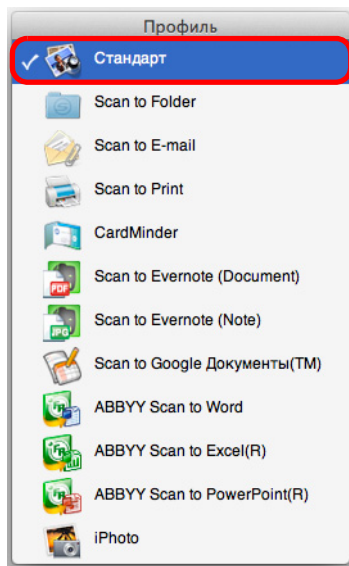 Профиль
Стандарт
Scan to Folder
Scan to E-mail
Scan to Print
CardMinder
PDF
Scan to Evernote (Document)
JPG
Scan to Evernote (Note)
Scan to Google Документы(TM)
ABBYY Scan to Word
ABBYY Scan to Excel(R)
ABBYY Scan to PowerPoint(R)
iPhoto